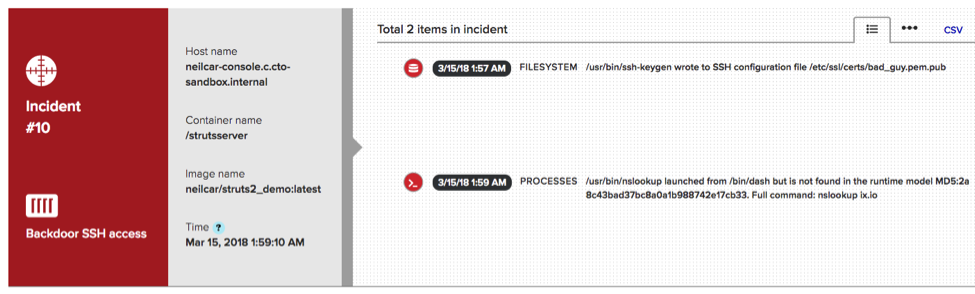 Incident
#10
Backdoor SSH access
Host name
neilcar-console.c.cto-
sandbox.internal
Container name
/strutsserver
Image name
neilcar/struts2_demo:latest
Time ?
Mar 15, 2018 1:59:10 AM
Total 2 items in incident
CSV
3/15/18 1:57 AM FILESYSTEM /usr/bin/ssh-keygen wrote to SSH configuration file /etc/ssl/certs/bad_guy.pem.pub
3/15/18 1:59 AM PROCESSES /usr/bin/nslookup launched from /bin/dash but is not found in the runtime model MD5:2a
8c43bad37bc8a0a1b988742e17cb33. Full command: nslookup ix.io